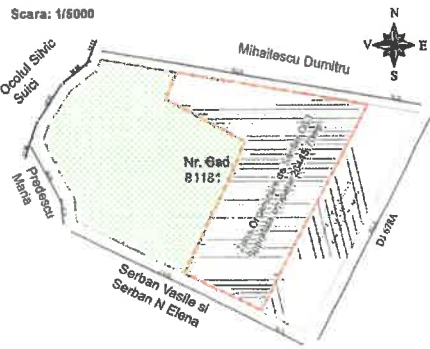 Scara: 1/5000
N
V
E
S
Mihailescu Dumitru
Ocolul Silvic
Suici
Nr. Cad
81181
Predescu
Maria
DJ 678A
Serban Vasile si
Serban N Elena